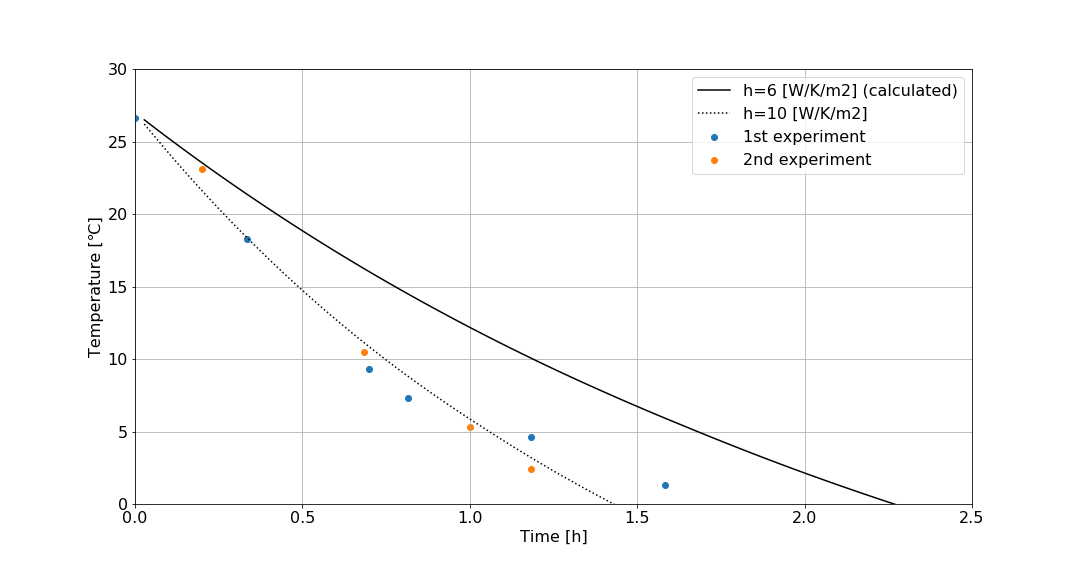 30
25
20
15
10
5
0
Temperature [℃]
0.0 0.5 1.0 1.5 2.0 2.5
Time [h]
h=6 [W/K/m2] (calculated)
h=10 [W/K/m2]
1st experiment
2nd experiment